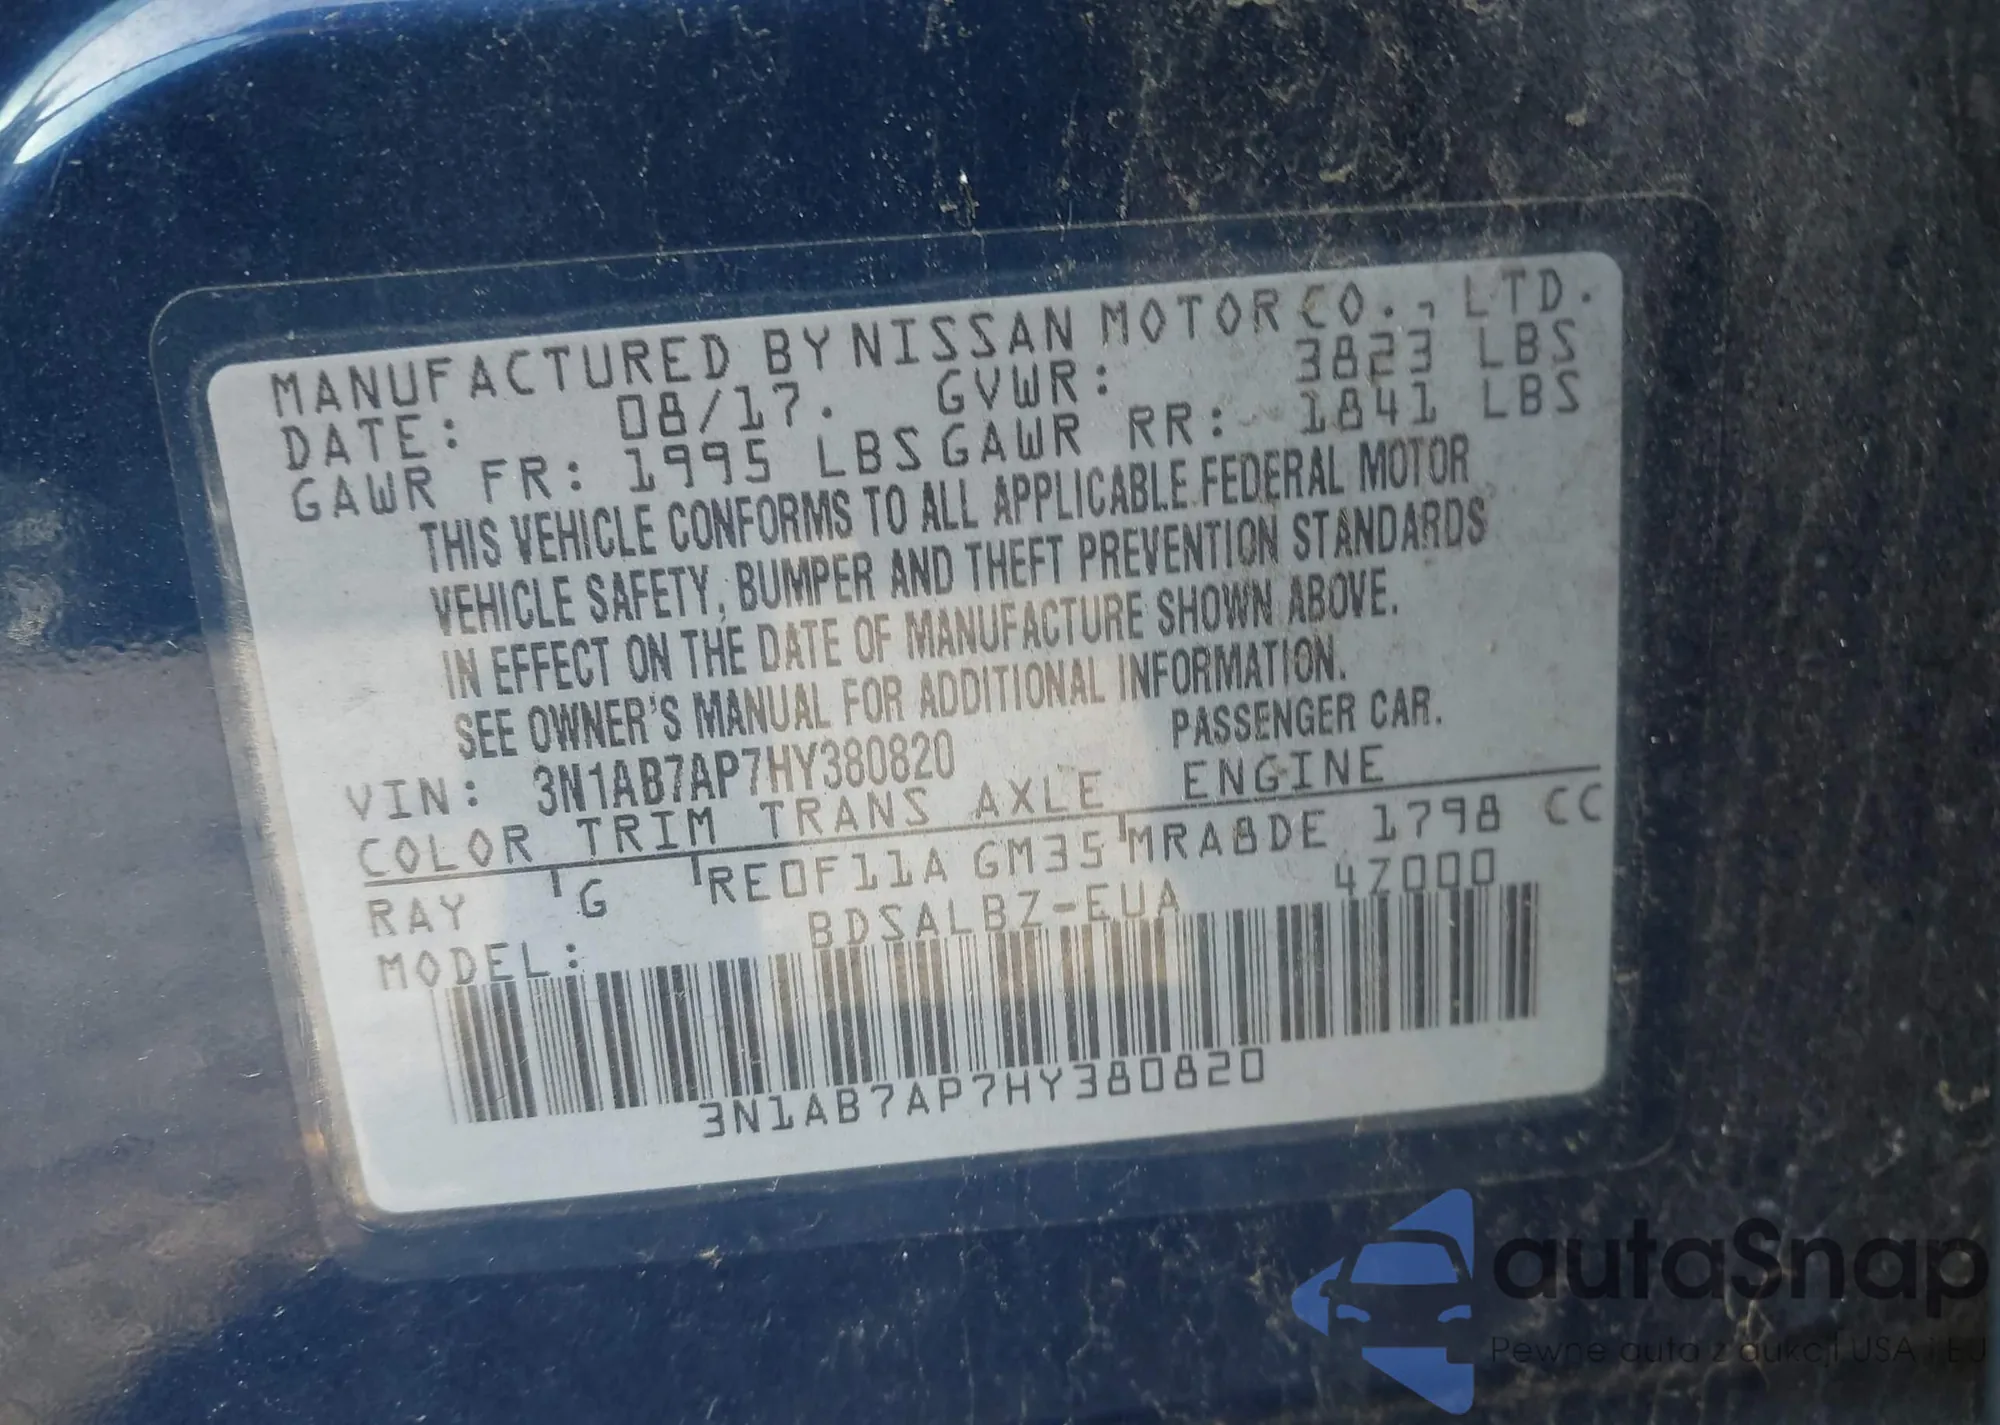 MANUFACTURED BY NISSAN MOTOR CO., LTD.
DATE: 08/17. GVWR: 3823 LBS
GAWR FR: 1995 LBS GAWR RR: 1841 LBS
THIS VEHICLE CONFORMS TO ALL APPLICABLE FEDERAL MOTOR
VEHICLE SAFETY, BUMPER AND THEFT PREVENTION STANDARDS
IN EFFECT ON THE DATE OF MANUFACTURE SHOWN ABOVE.
SEE OWNER'S MANUAL FOR ADDITIONAL INFORMATION.
VIN: 3N1AB7AP7HY380820 PASSENGER CAR.
COLOR TRIM TRANS AXLE ENGINE
RAY G RE0F11A GM35 MRA8DE 1798 CC
MODEL: BDSALBZ-EUA 4Z000
3N1AB7AP7HY380820
autaSnap
Pewne auta z aukcji USA i EU